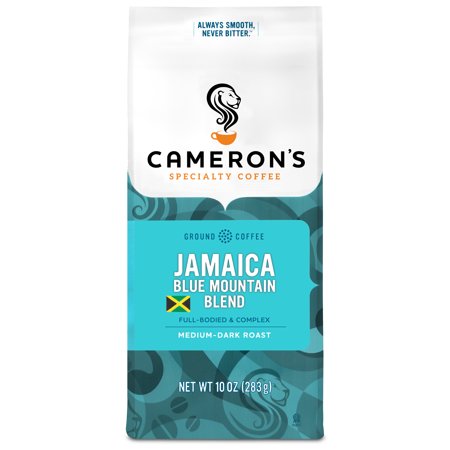 ALWAYS SMOOTH,
NEVER BITTER.™
CAMERON'S
SPECIALTY COFFEE
GROUND COFFEE
JAMAICA
BLUE MOUNTAIN
BLEND
FULL-BODIED & COMPLEX
MEDIUM-DARK ROAST
NET WT 10 OZ (283g)